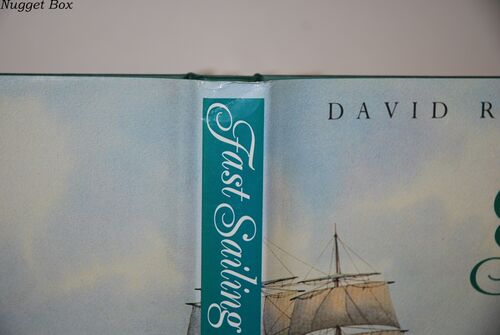 Nugget Box
Fast Sailing
DAVID R